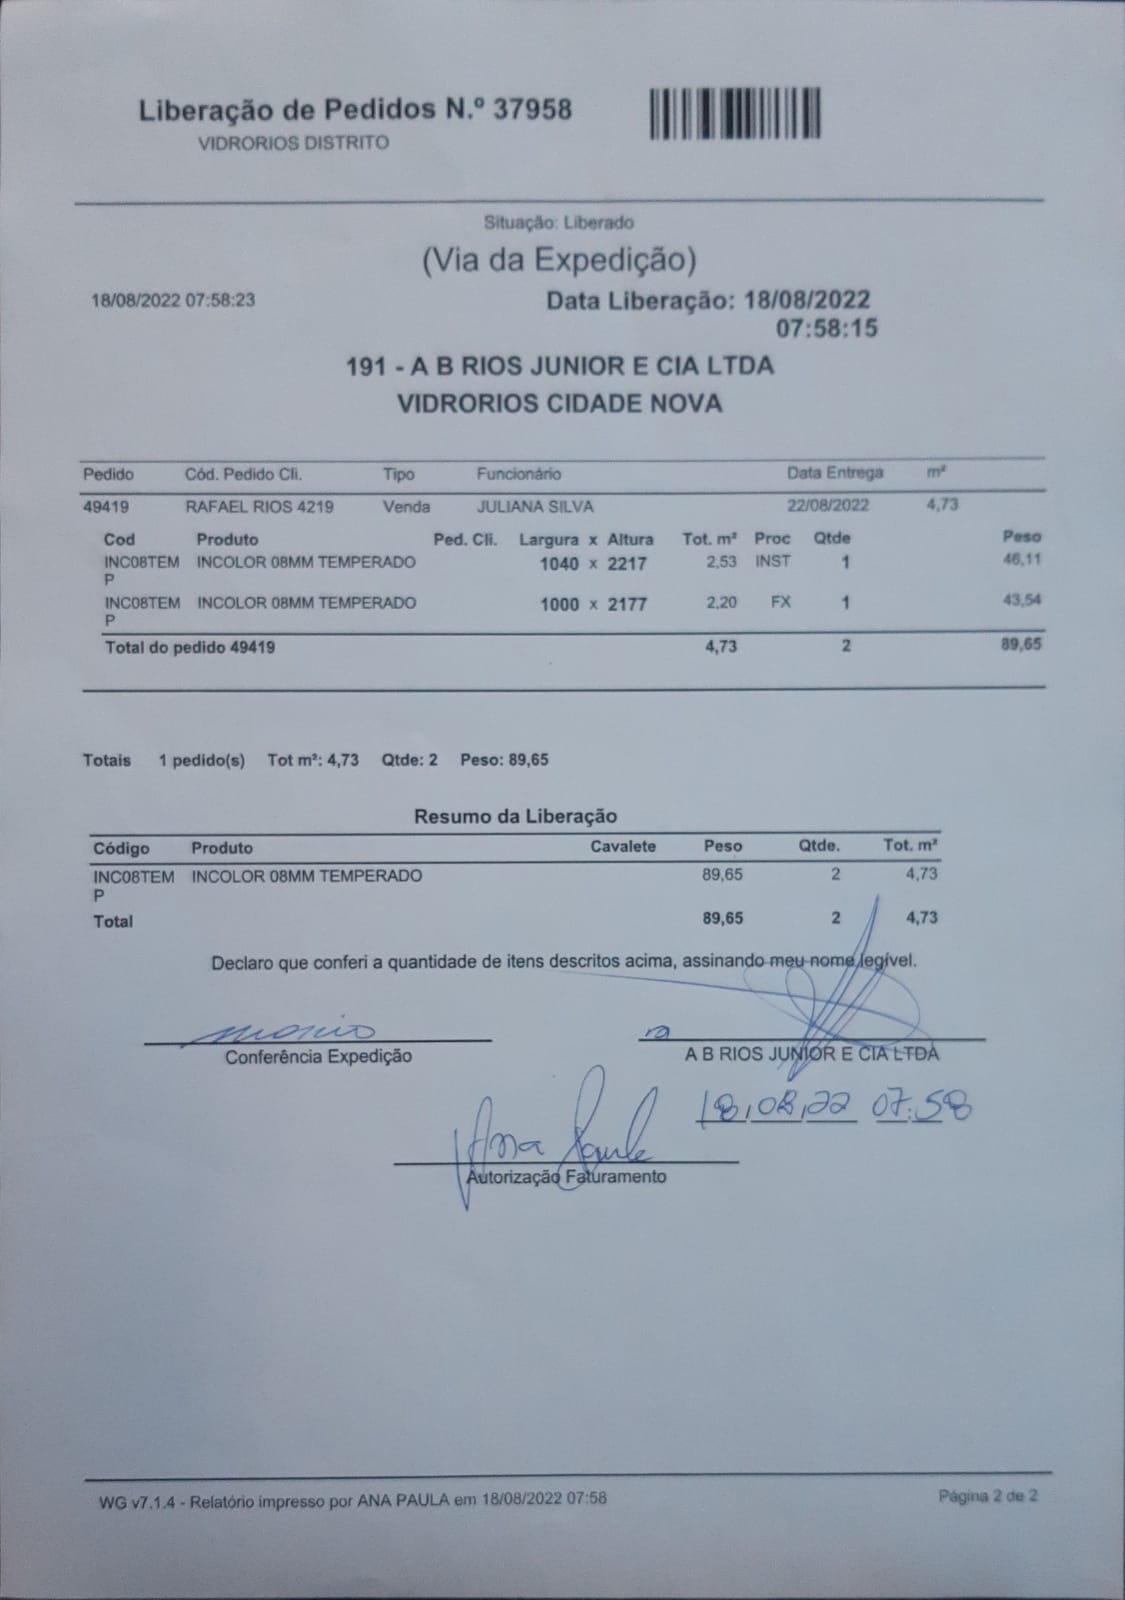 Liberação de Pedidos N.º 37958
VIDRORIOS DISTRITO
Situação: Liberado
(Via da Expedição)
18/08/2022 07:58:23 Data Liberação: 18/08/2022
07:58:15
191 - A B RIOS JUNIOR E CIA LTDA
VIDRORIOS CIDADE NOVA
Pedido Cód. Pedido Cli. Tipo Funcionário Data Entrega m²
49419 RAFAEL RIOS 4219 Venda JULIANA SILVA 22/08/2022 4,73
Cod Produto Ped. Cli. Largura x Altura Tot. m² Proc Qtde Peso
INC08TEM INCOLOR 08MM TEMPERADO 1040 x 2217 2,53 INST 1 46,11
P
INC08TEM INCOLOR 08MM TEMPERADO 1000 x 2177 2,20 FX 1 43,54
P
Total do pedido 49419 4,73 2 89,65
Totais 1 pedido(s) Tot m²: 4,73 Qtde: 2 Peso: 89,65
Resumo da Liberação
Código Produto Cavalete Peso Qtde. Tot. m²
INC08TEM INCOLOR 08MM TEMPERADO 89,65 2 4,73
P
Total 89,65 2 4,73
Declaro que conferi a quantidade de itens descritos acima, assinando meu nome legível.
Conferência Expedição A B RIOS JUNIOR E CIA LTDA
18,08,22 07:58
Ana Paula
Autorização Faturamento
WG v7.1.4 - Relatório impresso por ANA PAULA em 18/08/2022 07:58 Página 2 de 2